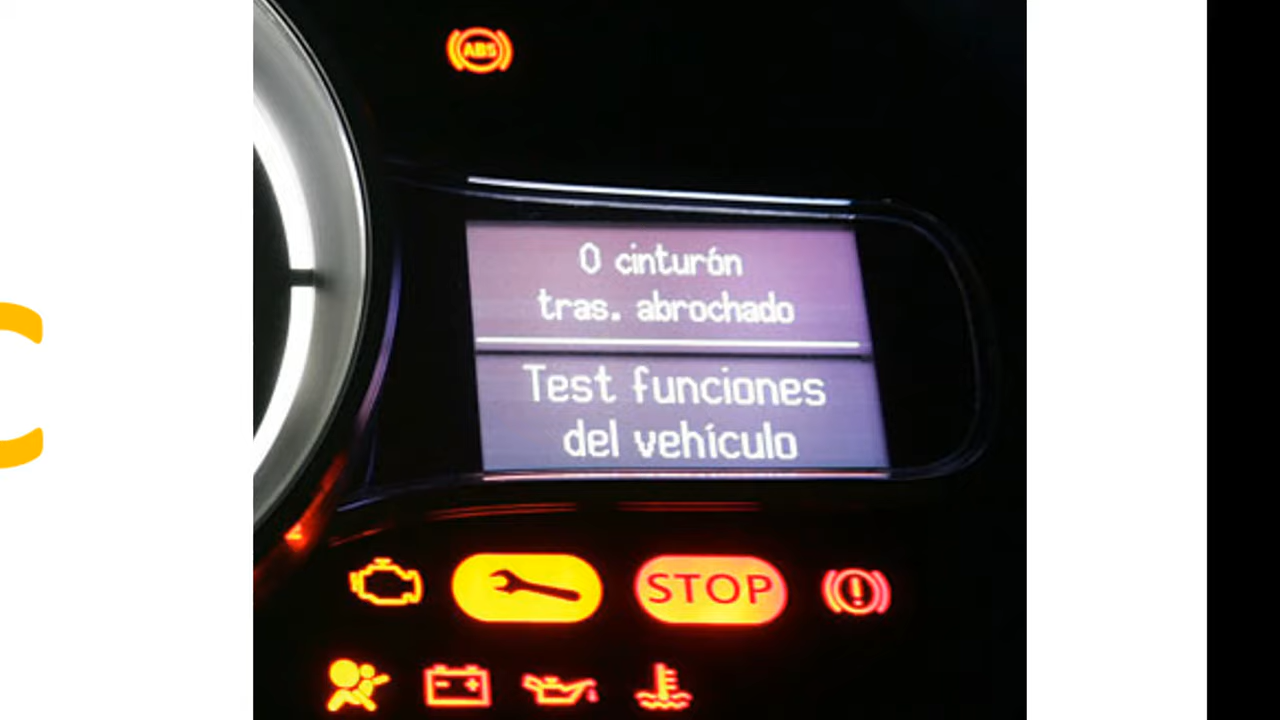 ABS
0 cinturón
tras. abrochado
Test funciones
del vehículo
STOP